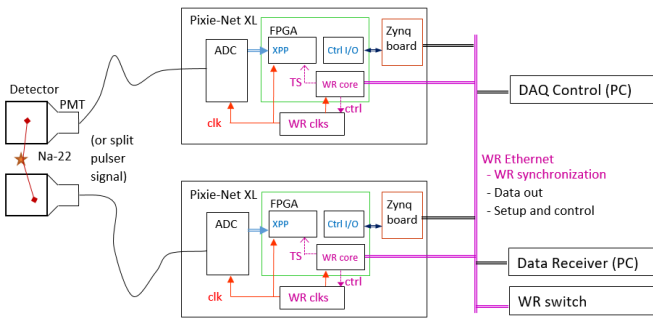 Pixie-Net XL
FPGA
ADC
XPP
Ctrl I/O
Zynq
board
TS
WR core
ctrl
clk
WR clks
Detector
PMT
Na-22
(or split
pulser
signal)
DAQ Control (PC)
WR Ethernet
- WR synchronization
- Data out
- Setup and control
Pixie-Net XL
FPGA
ADC
XPP
Ctrl I/O
Zynq
board
TS
WR core
ctrl
clk
WR clks
Data Receiver (PC)
WR switch